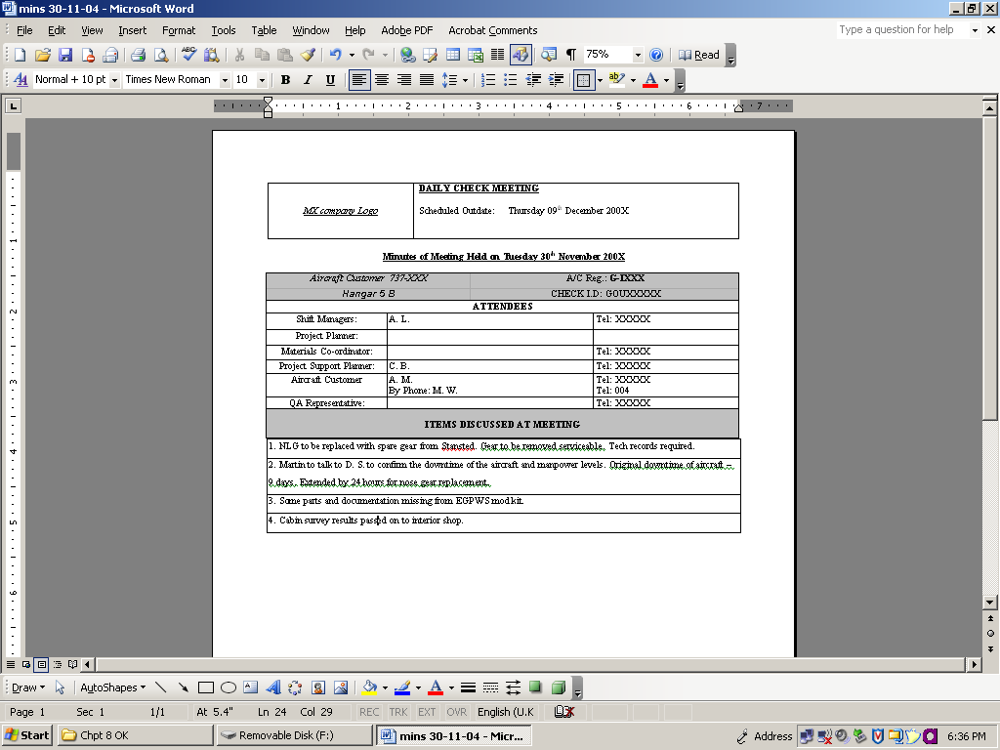 mins 30-11-04 - Microsoft Word
File Edit View Insert Format Tools Table Window Help Adobe PDF Acrobat Comments
Type a question for help
75% Read
Normal + 10 pt Times New Roman 10 B I U
1 2 3 4 5 6 7
DAILY CHECK MEETING
MX company Logo
Scheduled Outdate: Thursday 09th December 200X
Minutes of Meeting Held on Tuesday 30th November 200X
Aircraft Customer 737-XXX A/C Reg.: G-IXXX
Hangar 5 B CHECK I.D: GOUXXXXX
ATTENDEES
Shift Managers: A. L. Tel: XXXXX
Project Planner:
Materials Co-ordinator: Tel: XXXXX
Project Support Planner: C. B. Tel: XXXXX
Aircraft Customer A. M. Tel: XXXXX
By Phone: M. W. Tel: 004
QA Representative: Tel: XXXXX
ITEMS DISCUSSED AT MEETING
1. NLG to be replaced with spare gear from Stansted. Gear to be removed serviceable. Tech records required.
2. Martin to talk to D. S. to confirm the downtime of the aircraft and manpower levels. Original downtime of aircraft –
9 days. Extended by 24 hours for nose gear replacement.
3. Some parts and documentation missing from EGPWS mod kit.
4. Cabin survey results passed on to interior shop.
Draw AutoShapes
Page 1 Sec 1 1/1 At 5.4" Ln 24 Col 29 REC TRK EXT OVR English (U.K
Start Chpt 8 OK Removable Disk (F:) mins 30-11-04 - Micr... Address 6:36 PM